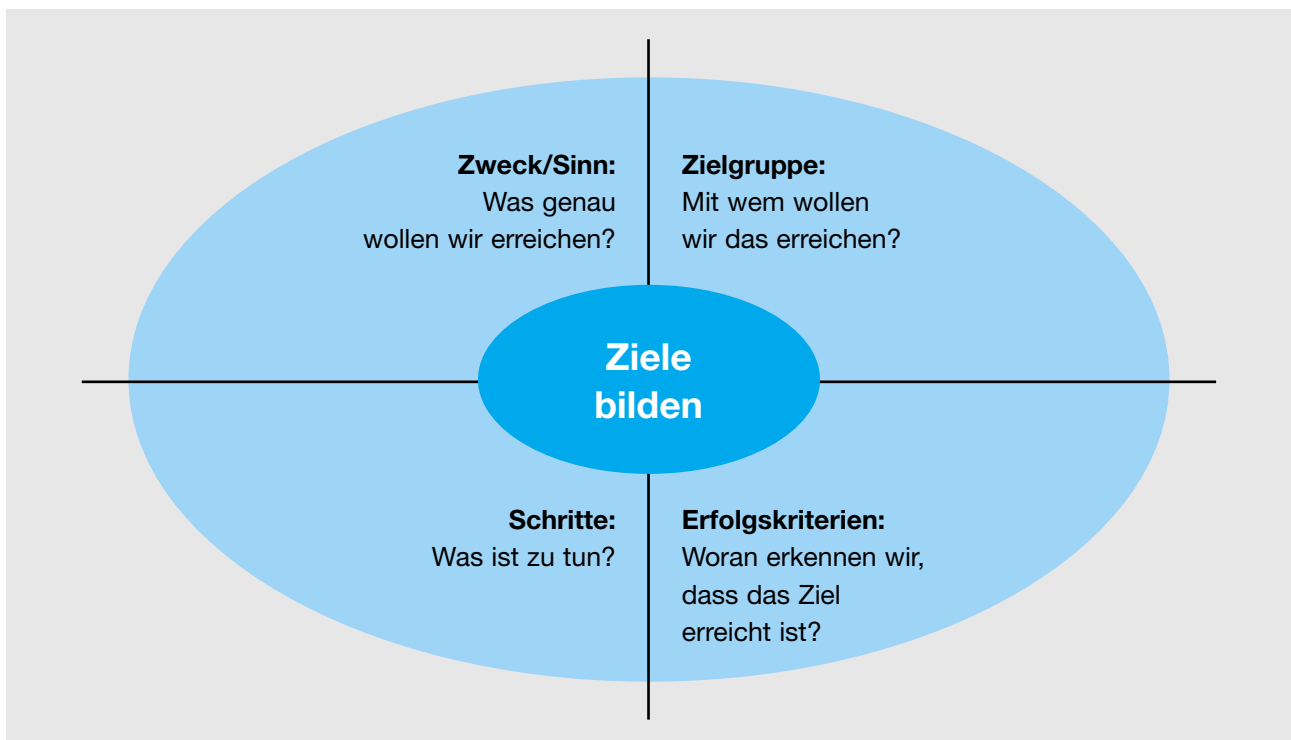 Zweck/Sinn:
Was genau
wollen wir erreichen?
Zielgruppe:
Mit wem wollen
wir das erreichen?
Ziele
bilden
Schritte:
Was ist zu tun?
Erfolgskriterien:
Woran erkennen wir,
dass das Ziel
erreicht ist?